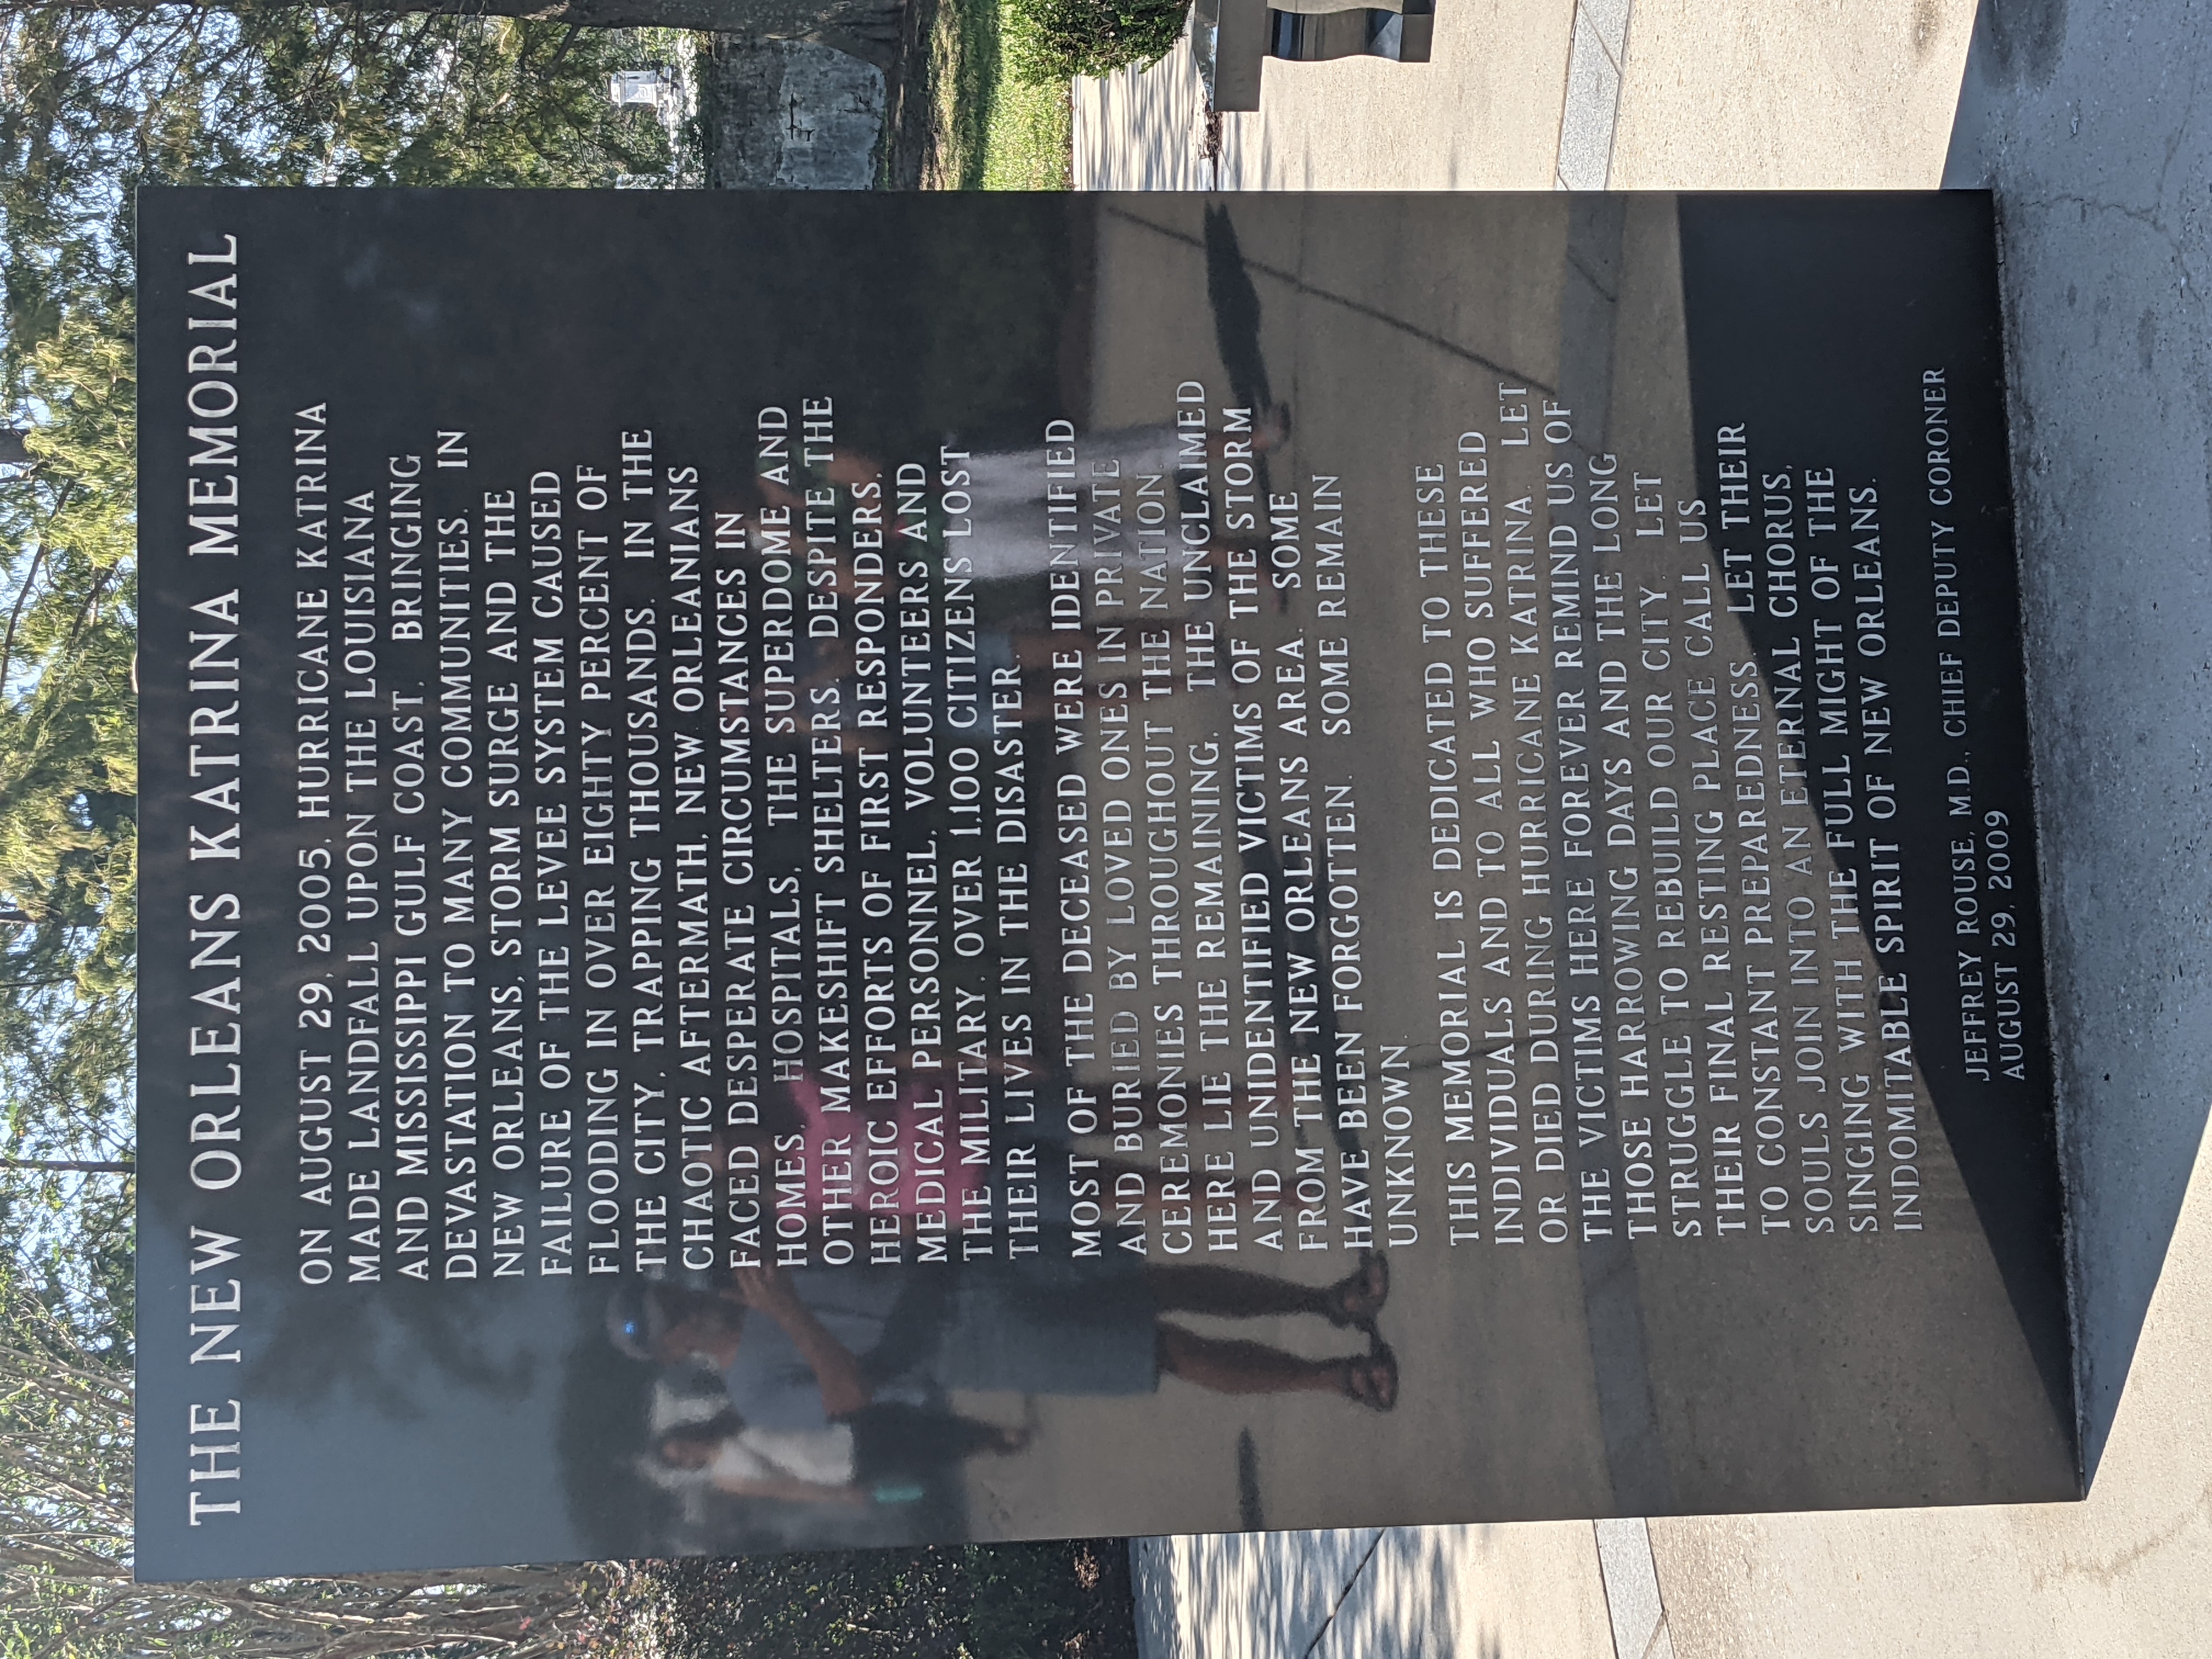 THE NEW ORLEANS KATRINA MEMORIAL
ON AUGUST 29, 2005, HURRICANE KATRINA
MADE LANDFALL UPON THE LOUISIANA
AND MISSISSIPPI GULF COAST, BRINGING
DEVASTATION TO MANY COMMUNITIES. IN
NEW ORLEANS, STORM SURGE AND THE
FAILURE OF THE LEVEE SYSTEM CAUSED
FLOODING IN OVER EIGHTY PERCENT OF
THE CITY, TRAPPING THOUSANDS. IN THE
CHAOTIC AFTERMATH, NEW ORLEANIANS
FACED DESPERATE CIRCUMSTANCES IN
HOMES, HOSPITALS, THE SUPERDOME AND
OTHER MAKESHIFT SHELTERS. DESPITE THE
HEROIC EFFORTS OF FIRST RESPONDERS,
MEDICAL PERSONNEL, VOLUNTEERS AND
THE MILITARY, OVER 1,100 CITIZENS LOST
THEIR LIVES IN THE DISASTER.
MOST OF THE DECEASED WERE IDENTIFIED
AND BURIED BY LOVED ONES IN PRIVATE
CEREMONIES THROUGHOUT THE NATION.
HERE LIE THE REMAINING, THE UNCLAIMED
AND UNIDENTIFIED VICTIMS OF THE STORM
FROM THE NEW ORLEANS AREA. SOME
HAVE BEEN FORGOTTEN. SOME REMAIN
UNKNOWN.
THIS MEMORIAL IS DEDICATED TO THESE
INDIVIDUALS AND TO ALL WHO SUFFERED
OR DIED DURING HURRICANE KATRINA. LET
THE VICTIMS HERE FOREVER REMIND US OF
THOSE HARROWING DAYS AND THE LONG
STRUGGLE TO REBUILD OUR CITY. LET
THEIR FINAL RESTING PLACE CALL US
TO CONSTANT PREPAREDNESS. LET THEIR
SOULS JOIN INTO AN ETERNAL CHORUS,
SINGING WITH THE FULL MIGHT OF THE
INDOMITABLE SPIRIT OF NEW ORLEANS.
JEFFREY ROUSE, M.D., CHIEF DEPUTY CORONER
AUGUST 29, 2009